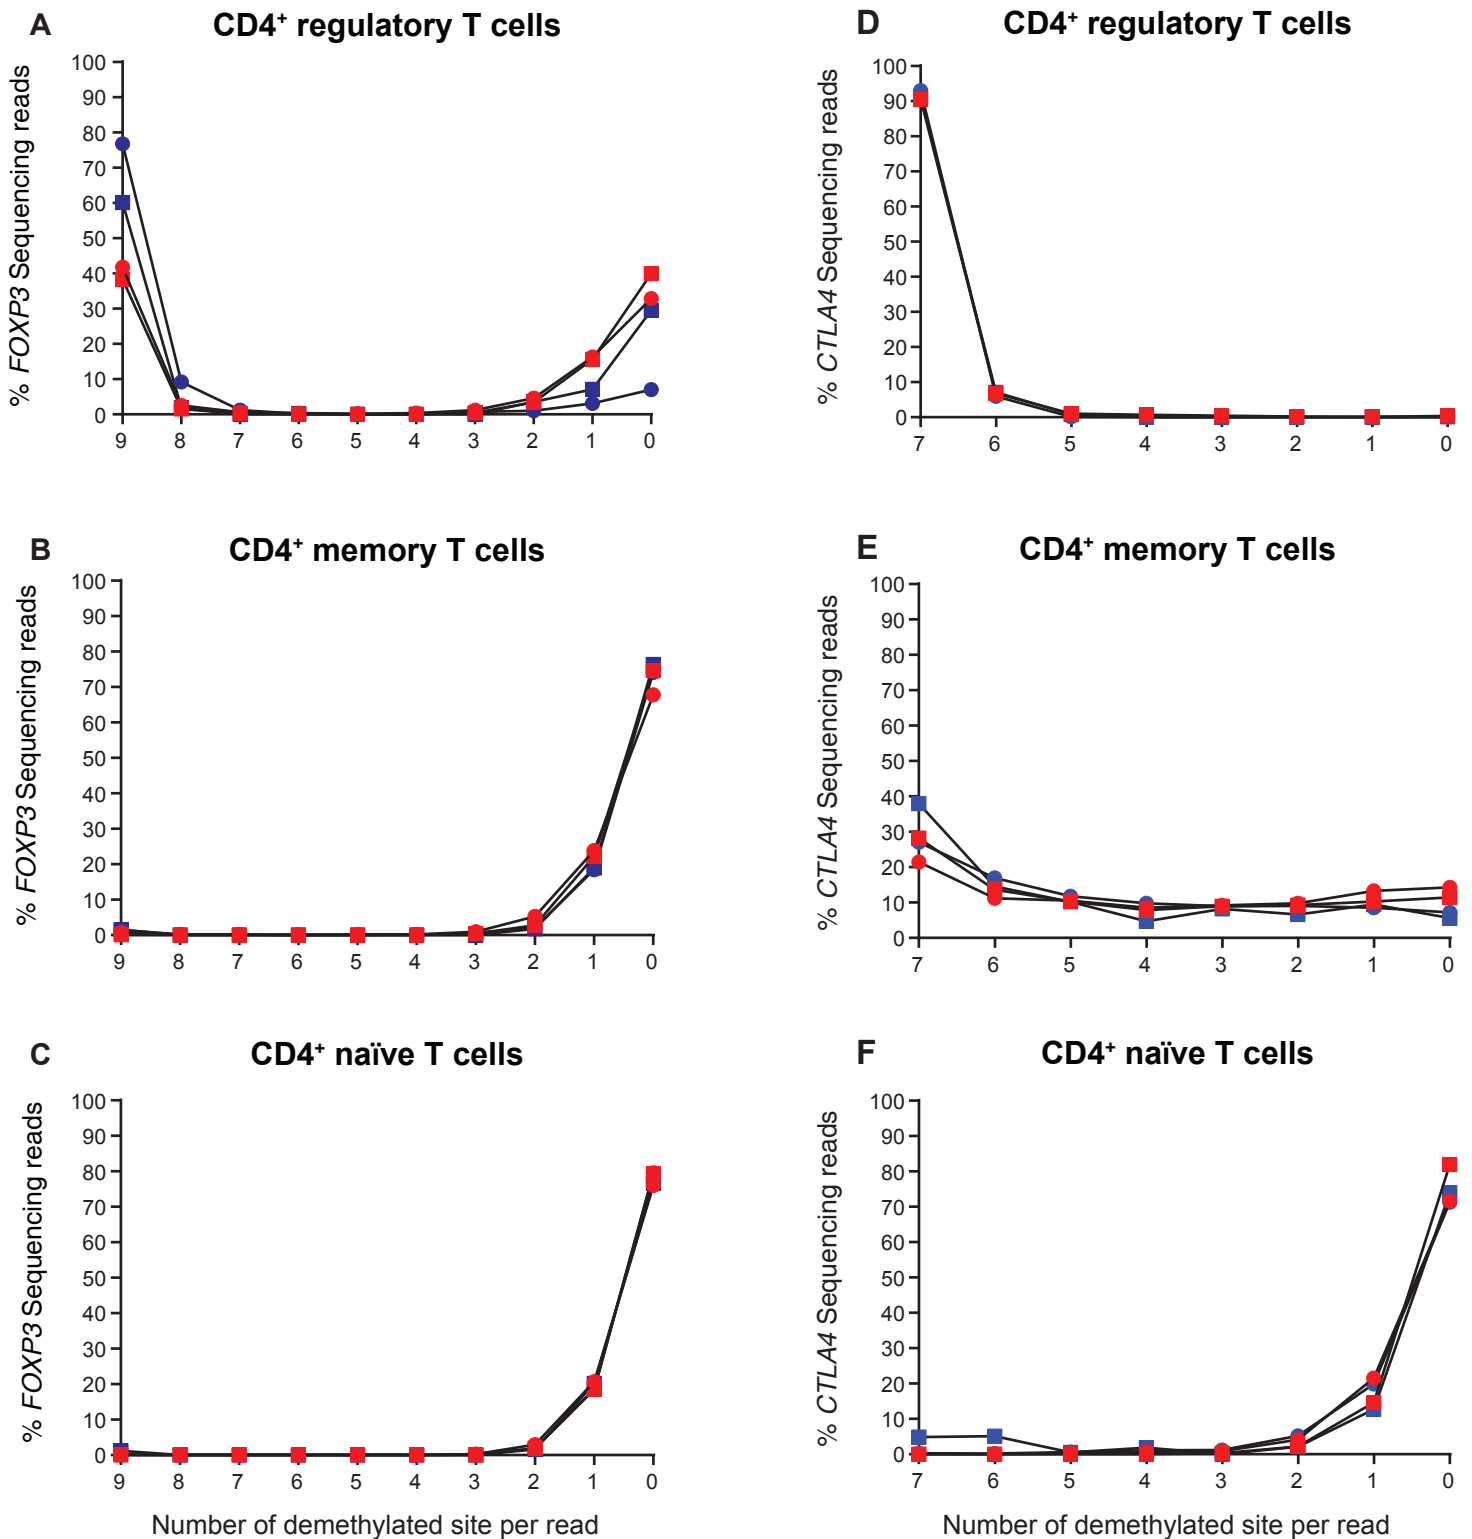 A
CD4⁺ regulatory T cells
% FOXP3 Sequencing reads
100
90
80
70
60
50
40
30
20
10
0
9 8 7 6 5 4 3 2 1 0
D
CD4⁺ regulatory T cells
% CTLA4 Sequencing reads
100
90
80
70
60
50
40
30
20
10
0
7 6 5 4 3 2 1 0
B
CD4⁺ memory T cells
% FOXP3 Sequencing reads
100
90
80
70
60
50
40
30
20
10
0
9 8 7 6 5 4 3 2 1 0
E
CD4⁺ memory T cells
% CTLA4 Sequencing reads
100
90
80
70
60
50
40
30
20
10
0
7 6 5 4 3 2 1 0
C
CD4⁺ naïve T cells
% FOXP3 Sequencing reads
100
90
80
70
60
50
40
30
20
10
0
9 8 7 6 5 4 3 2 1 0
Number of demethylated site per read
F
CD4⁺ naïve T cells
% CTLA4 Sequencing reads
100
90
80
70
60
50
40
30
20
10
0
7 6 5 4 3 2 1 0
Number of demethylated site per read